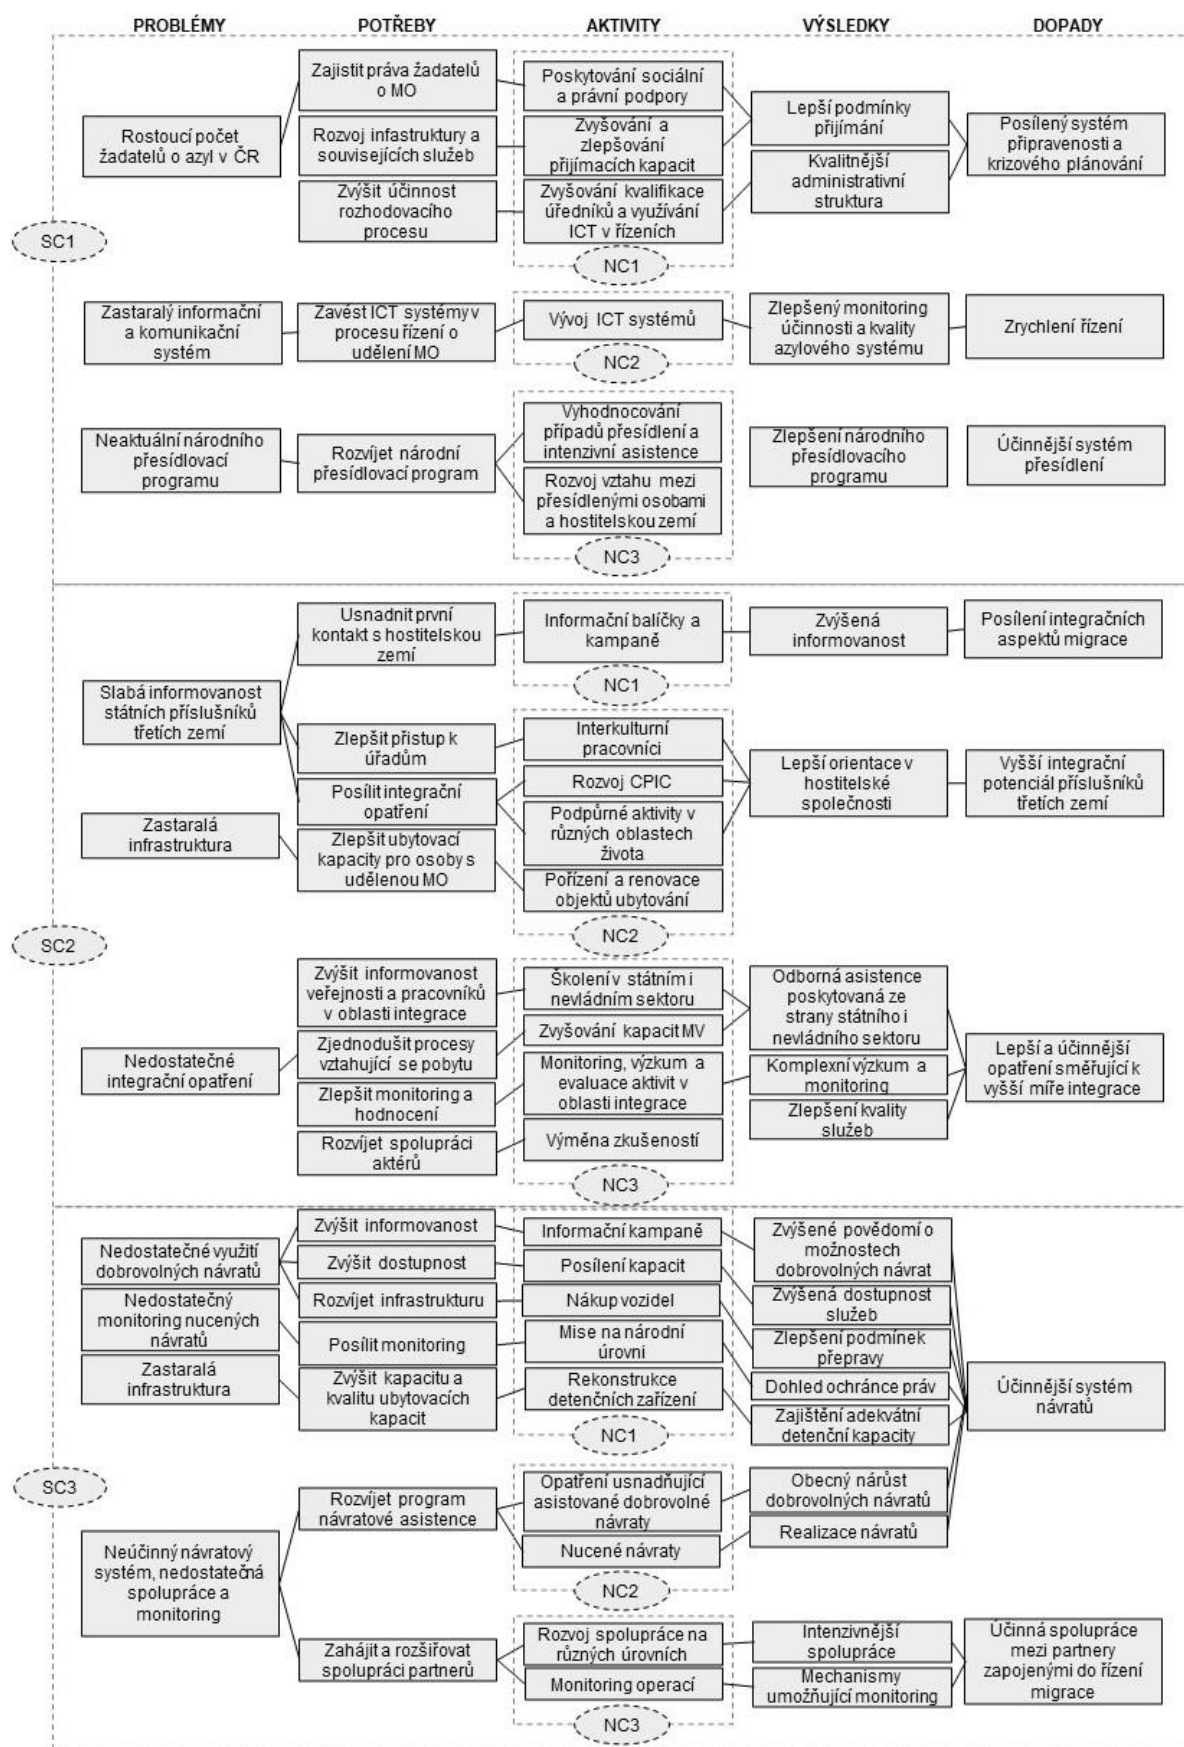 PROBLÉMY
POTŘEBY
AKTIVITY
VÝSLEDKY
DOPADY
SC1
Rostoucí počet
žadatelů o azyl v ČR
Zajistit práva žadatelů
o MO
Rozvoj infastruktury a
souvisejících služeb
Zvýšit účinnost
rozhodovacího
procesu
Poskytování sociální
a právní podpory
Zvyšování a
zlepšování
přijímacích kapacit
Zvyšování kvalifikace
úředníků a využívání
ICT v řízeních
NC1
Lepší podmínky
přijímání
Kvalitnější
administrativní
struktura
Posílený systém
připravenosti a
krizového plánování
Zastaralý informační
a komunikační
systém
Zavést ICT systémy v
procesu řízení o
udělení MO
Vývoj ICT systémů
NC2
Zlepšený monitoring
účinnosti a kvality
azylového systému
Zrychlení řízení
Neaktuální národního
přesídlovací
programu
Rozvíjet národní
přesídlovací program
Vyhodnocování
případů přesídlení a
intenzivní asistence
Rozvoj vztahu mezi
přesídlenými osobami
a hostitelskou zemí
NC3
Zlepšení národního
přesídlovacího
programu
Účinnější systém
přesídlení
SC2
Slabá informovanost
státních příslušníků
třetích zemí
Zastaralá
infrastruktura
Usnadnit první
kontakt s hostitelskou
zemí
Informační balíčky a
kampaně
NC1
Zvýšená
informovanost
Posílení integračních
aspektů migrace
Zlepšit přistup k
úřadům
Posílit integrační
opatření
Zlepšit ubytovací
kapacity pro osoby s
udělenou MO
Interkulturní
pracovníci
Rozvoj CPIC
Podpůrné aktivity v
různých oblastech
života
Pořízení a renovace
objektů ubytování
NC2
Lepší orientace v
hostitelské
společnosti
Vyšší integrační
potenciál příslušníků
třetích zemí
Nedostatečné
integrační opatření
Zvýšit informovanost
veřejnosti a pracovníků
v oblasti integrace
Zjednodušit procesy
vztahující se pobytu
Zlepšit monitoring a
hodnocení
Rozvíjet spolupráci
aktérů
Školení v státním i
nevládním sektoru
Zvyšování kapacit MV
Monitoring, výzkum a
evaluace aktivit v
oblasti integrace
Výměna zkušeností
NC3
Odborná asistence
poskytovaná ze
strany státního i
nevládního sektoru
Komplexní výzkum a
monitoring
Zlepšení kvality
služeb
Lepší a účinnější
opatření směřující k
vyšší míře integrace
SC3
Nedostatečné využití
dobrovolných návratů
Nedostatečný
monitoring nucených
návratů
Zastaralá
infrastruktura
Zvýšit informovanost
Zvýšit dostupnost
Rozvíjet infrastrukturu
Posílit monitoring
Zvýšit kapacitu a
kvalitu ubytovacích
kapacit
Informační kampaně
Posílení kapacit
Nákup vozidel
Mise na národní
úrovni
Rekonstrukce
detenčních zařízení
NC1
Zvýšené povědomí o
možnostech
dobrovolných návrat
Zvýšená dostupnost
služeb
Zlepšení podmínek
přepravy
Dohled ochránce práv
Zajištění adekvátní
detenční kapacity
Účinnější systém
návratů
Neúčinný návratový
systém, nedostatečná
spolupráce a
monitoring
Rozvíjet program
návratové asistence
Opatření usnadňující
asistované dobrovolné
návraty
Nucené návraty
NC2
Obecný nárůst
dobrovolných návratů
Realizace návratů
Zahájit a rozšiřovat
spolupráci partnerů
Rozvoj spolupráce na
různých úrovních
Monitoring operací
NC3
Intenzivnější
spolupráce
Mechanismy
umožňující monitoring
Účinná spolupráce
mezi partnery
zapojenými do řízení
migrace